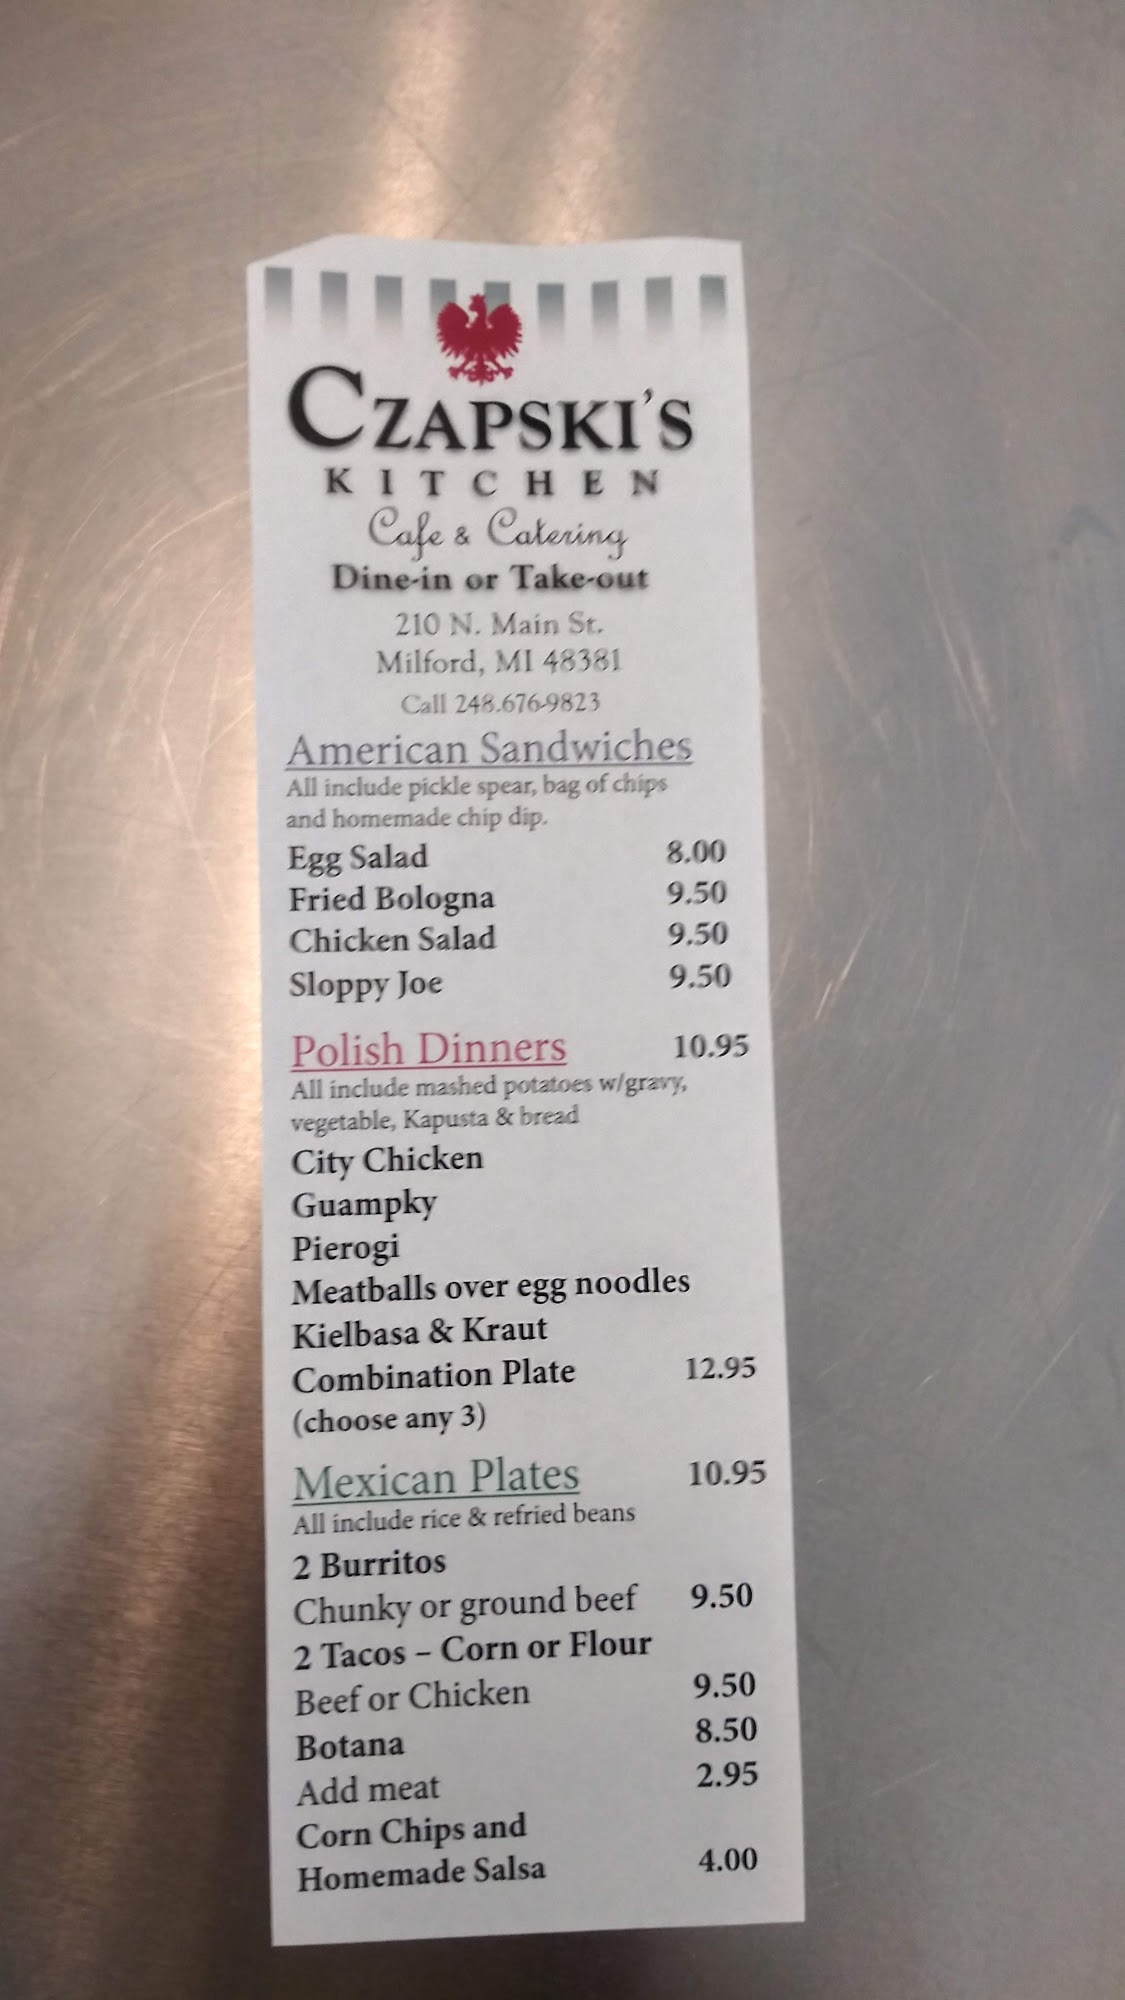 CZAPSKI'S
KITCHEN
Cafe & Catering
Dine-in or Take-out
210 N. Main St.
Milford, MI 48381
Call 248.676-9823
American Sandwiches
All include pickle spear, bag of chips
and homemade chip dip.
Egg Salad 8.00
Fried Bologna 9.50
Chicken Salad 9.50
Sloppy Joe 9.50
Polish Dinners 10.95
All include mashed potatoes w/gravy,
vegetable, Kapusta & bread
City Chicken
Guampky
Pierogi
Meatballs over egg noodles
Kielbasa & Kraut
Combination Plate 12.95
(choose any 3)
Mexican Plates 10.95
All include rice & refried beans
2 Burritos
Chunky or ground beef 9.50
2 Tacos – Corn or Flour
Beef or Chicken 9.50
Botana 8.50
Add meat 2.95
Corn Chips and
Homemade Salsa 4.00